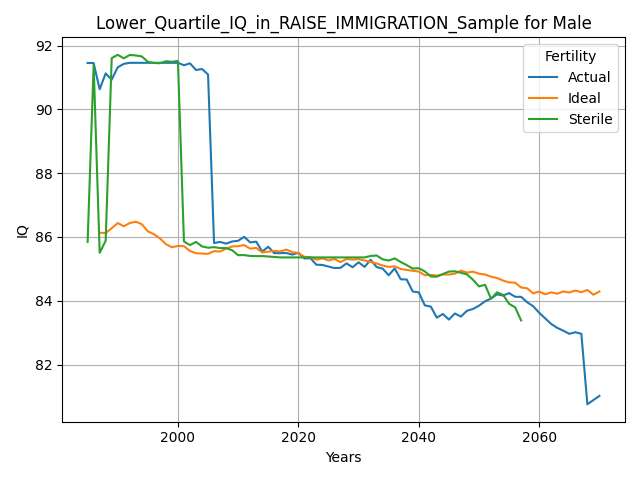 Lower_Quartile_IQ_in_RAISE_IMMIGRATION_Sample for Male
Fertility
Actual
Ideal
Sterile
IQ
92
90
88
86
84
82
2000 2020 2040 2060
Years